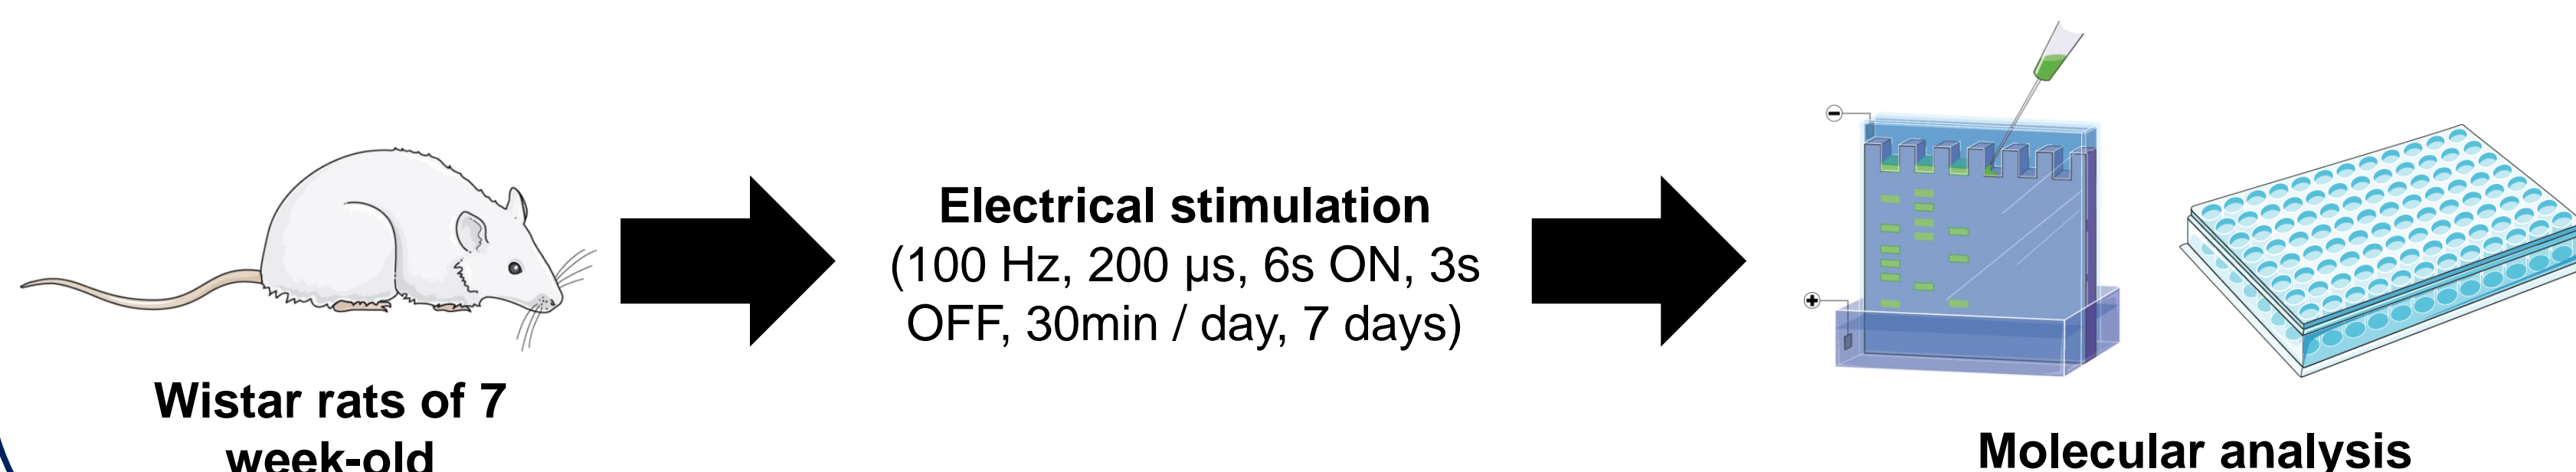 Electrical stimulation
(100 Hz, 200 µs, 6s ON, 3s
OFF, 30min / day, 7 days)
Wistar rats of 7
week-old
Molecular analysis